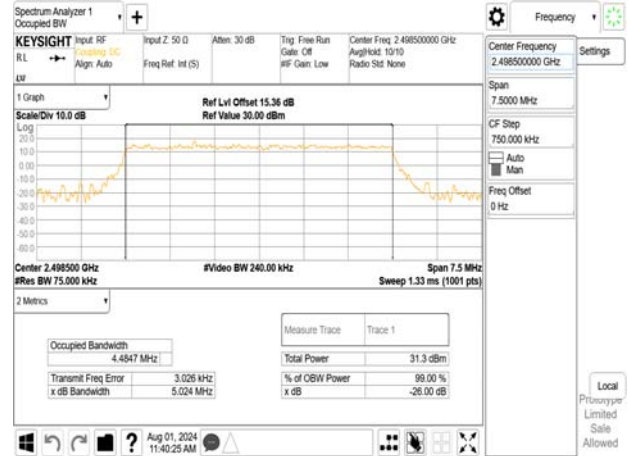 Spectrum Analyzer 1
Occupied BW
Frequency
KEYSIGHT
RL
Input: RF
Coupling: DC
Align: Auto
Input Z: 50 Ω
Freq Ref: Int (S)
Atten: 30 dB
Trig: Free Run
Gate: Off
#IF Gain: Low
Center Freq: 2.498500000 GHz
Avg|Hold: 10/10
Radio Std: None
Center Frequency
2.498500000 GHz
Settings
Span
7.5000 MHz
CF Step
750.000 kHz
Auto
Man
Freq Offset
0 Hz
1 Graph
Scale/Div 10.0 dB
Ref Lvl Offset 15.36 dB
Ref Value 30.00 dBm
Log
20.0
10.0
0.00
-10.0
-20.0
-30.0
-40.0
-50.0
-60.0
Center 2.498500 GHz
#Video BW 240.00 kHz
Span 7.5 MHz
#Res BW 75.000 kHz
Sweep 1.33 ms (1001 pts)
2 Metrics
Measure Trace
Trace 1
Occupied Bandwidth
4.4847 MHz
Total Power
31.3 dBm
Transmit Freq Error
3.026 kHz
% of OBW Power
99.00 %
x dB Bandwidth
5.024 MHz
x dB
-26.00 dB
Local
Prototype
Limited
Sale
Allowed
?
Aug 01, 2024
11:40:25 AM